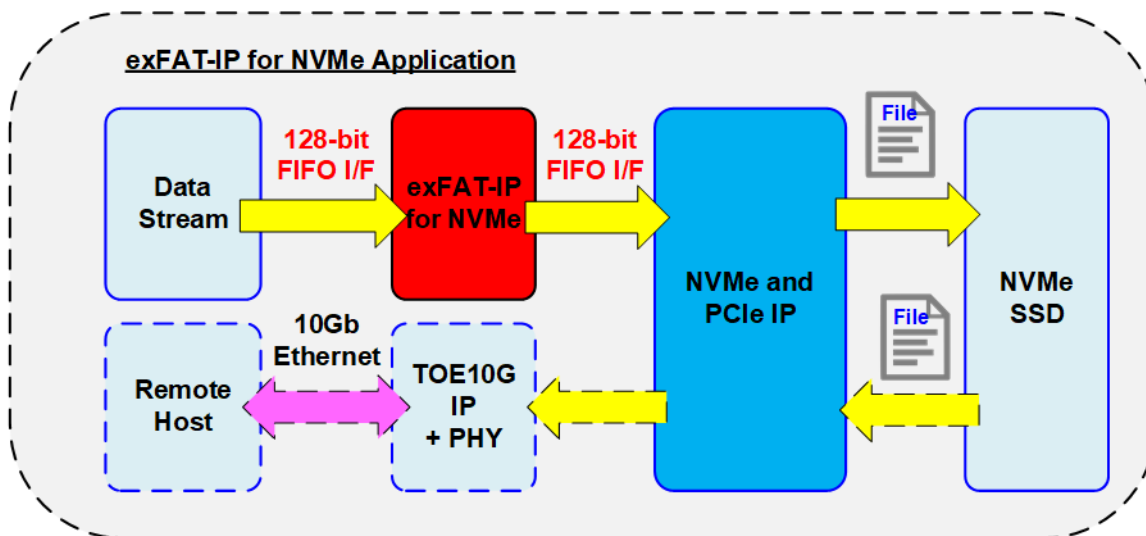 exFAT-IP for NVMe Application
Data
Stream
128-bit
FIFO I/F
exFAT-IP
for NVMe
128-bit
FIFO I/F
NVMe and
PCIe IP
File
NVMe
SSD
File
Remote
Host
10Gb
Ethernet
TOE10G
IP
+ PHY